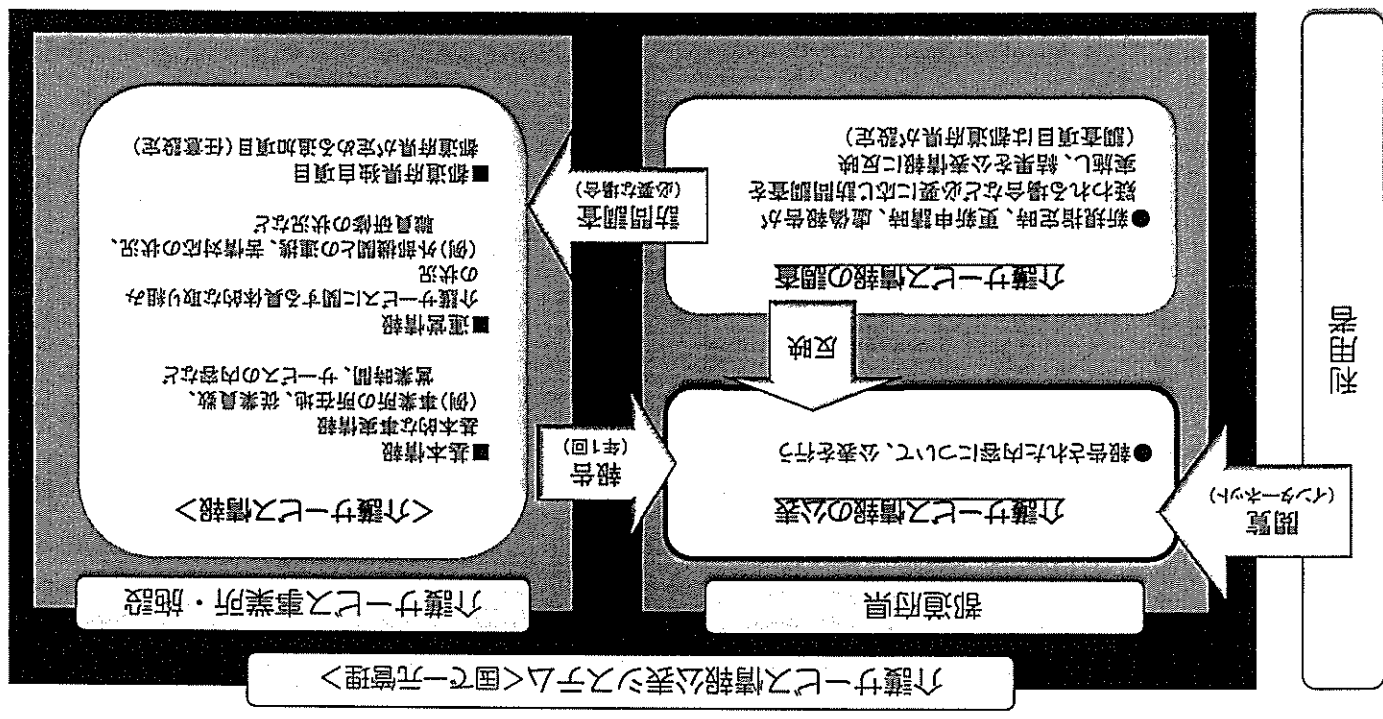 介護サービス情報公表システム<国で一元管理>
利用者
閲覧
(インターネット)
都道府県
介護サービス情報の公表
●報告された内容について、公表を行う
反映
介護サービス情報の調査
●新規指定時、更新申請時、虚偽報告が
疑われる場合など必要に応じ訪問調査を
実施し、結果を公表情報に反映
(調査項目は都道府県が設定)
報告
(年1回)
訪問調査
(必要な場合)
介護サービス事業所・施設
<介護サービス情報>
■基本情報
基本的な事実情報
(例)事業所の所在地、従業員数、
営業時間、サービスの内容など
■運営情報
介護サービスに関する具体的な取り組み
の状況
(例)外部機関との連携、苦情対応の状況、
職員研修の状況など
■都道府県独自項目
都道府県が定める追加項目(任意設定)